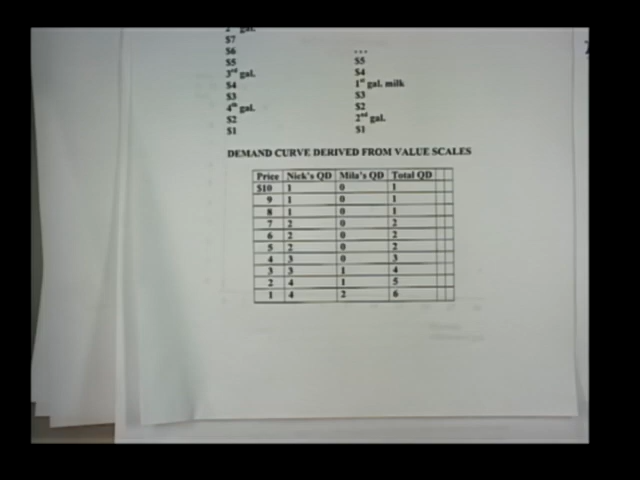 2nd gal.
$7
$6
$5
3rd gal.
$4
$3
4th gal.
$2
$1
...
$5
$4
1st gal. milk
$3
$2
2nd gal.
$1
DEMAND CURVE DERIVED FROM VALUE SCALES
Price Nick's QD Mila's QD Total QD
$10 1 0 1
9 1 0 1
8 1 0 1
7 2 0 2
6 2 0 2
5 2 0 2
4 3 0 3
3 3 1 4
2 4 1 5
1 4 2 6